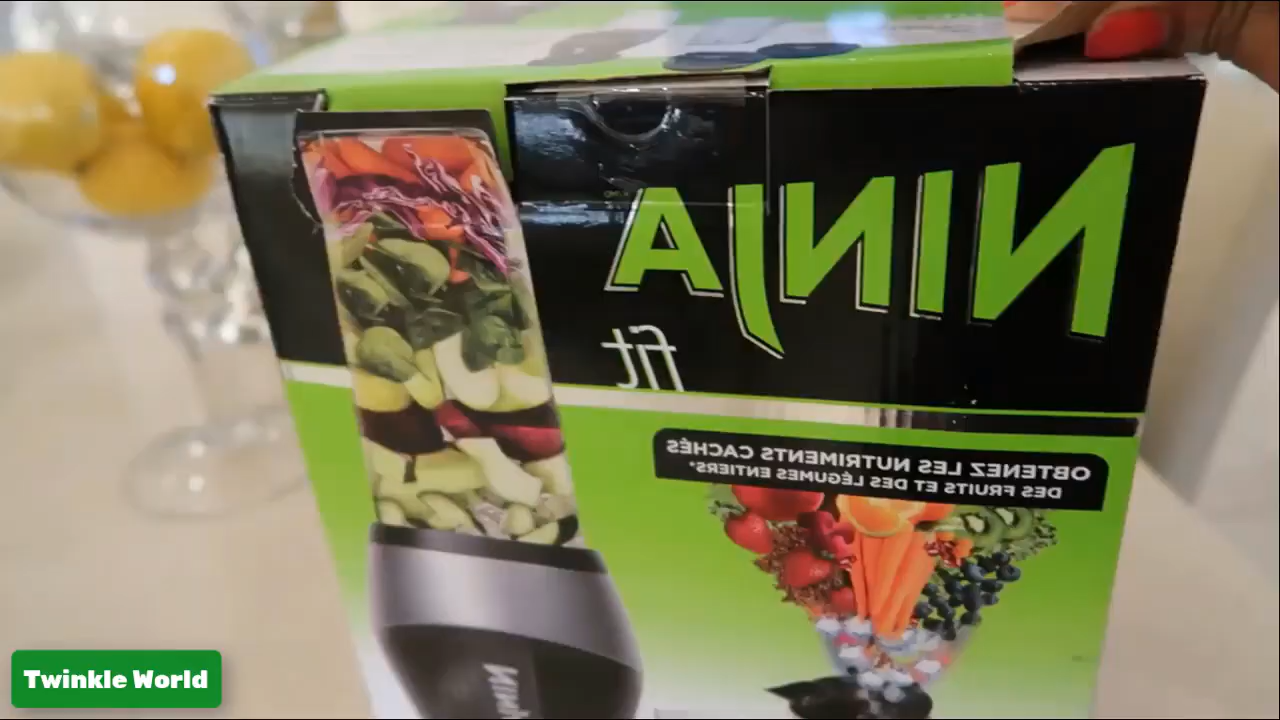 NINJA
fit
OBTENEZ LES NUTRIMENTS CACHÉS
DES FRUITS ET DES LÉGUMES ENTIERS*
Twinkle World